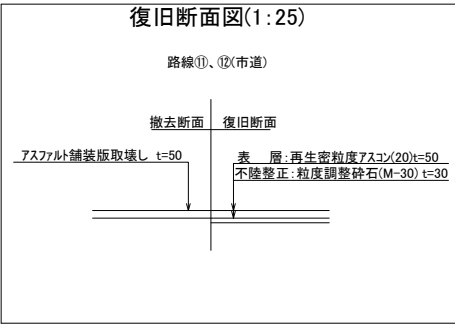 復旧断面図(1:25)
路線⑪、⑫(市道)
撤去断面 復旧断面
アスファルト舗装版取壊し t=50
表　層:再生密粒度アスコン(20)t=50
不陸整正:粒度調整砕石(M-30) t=30